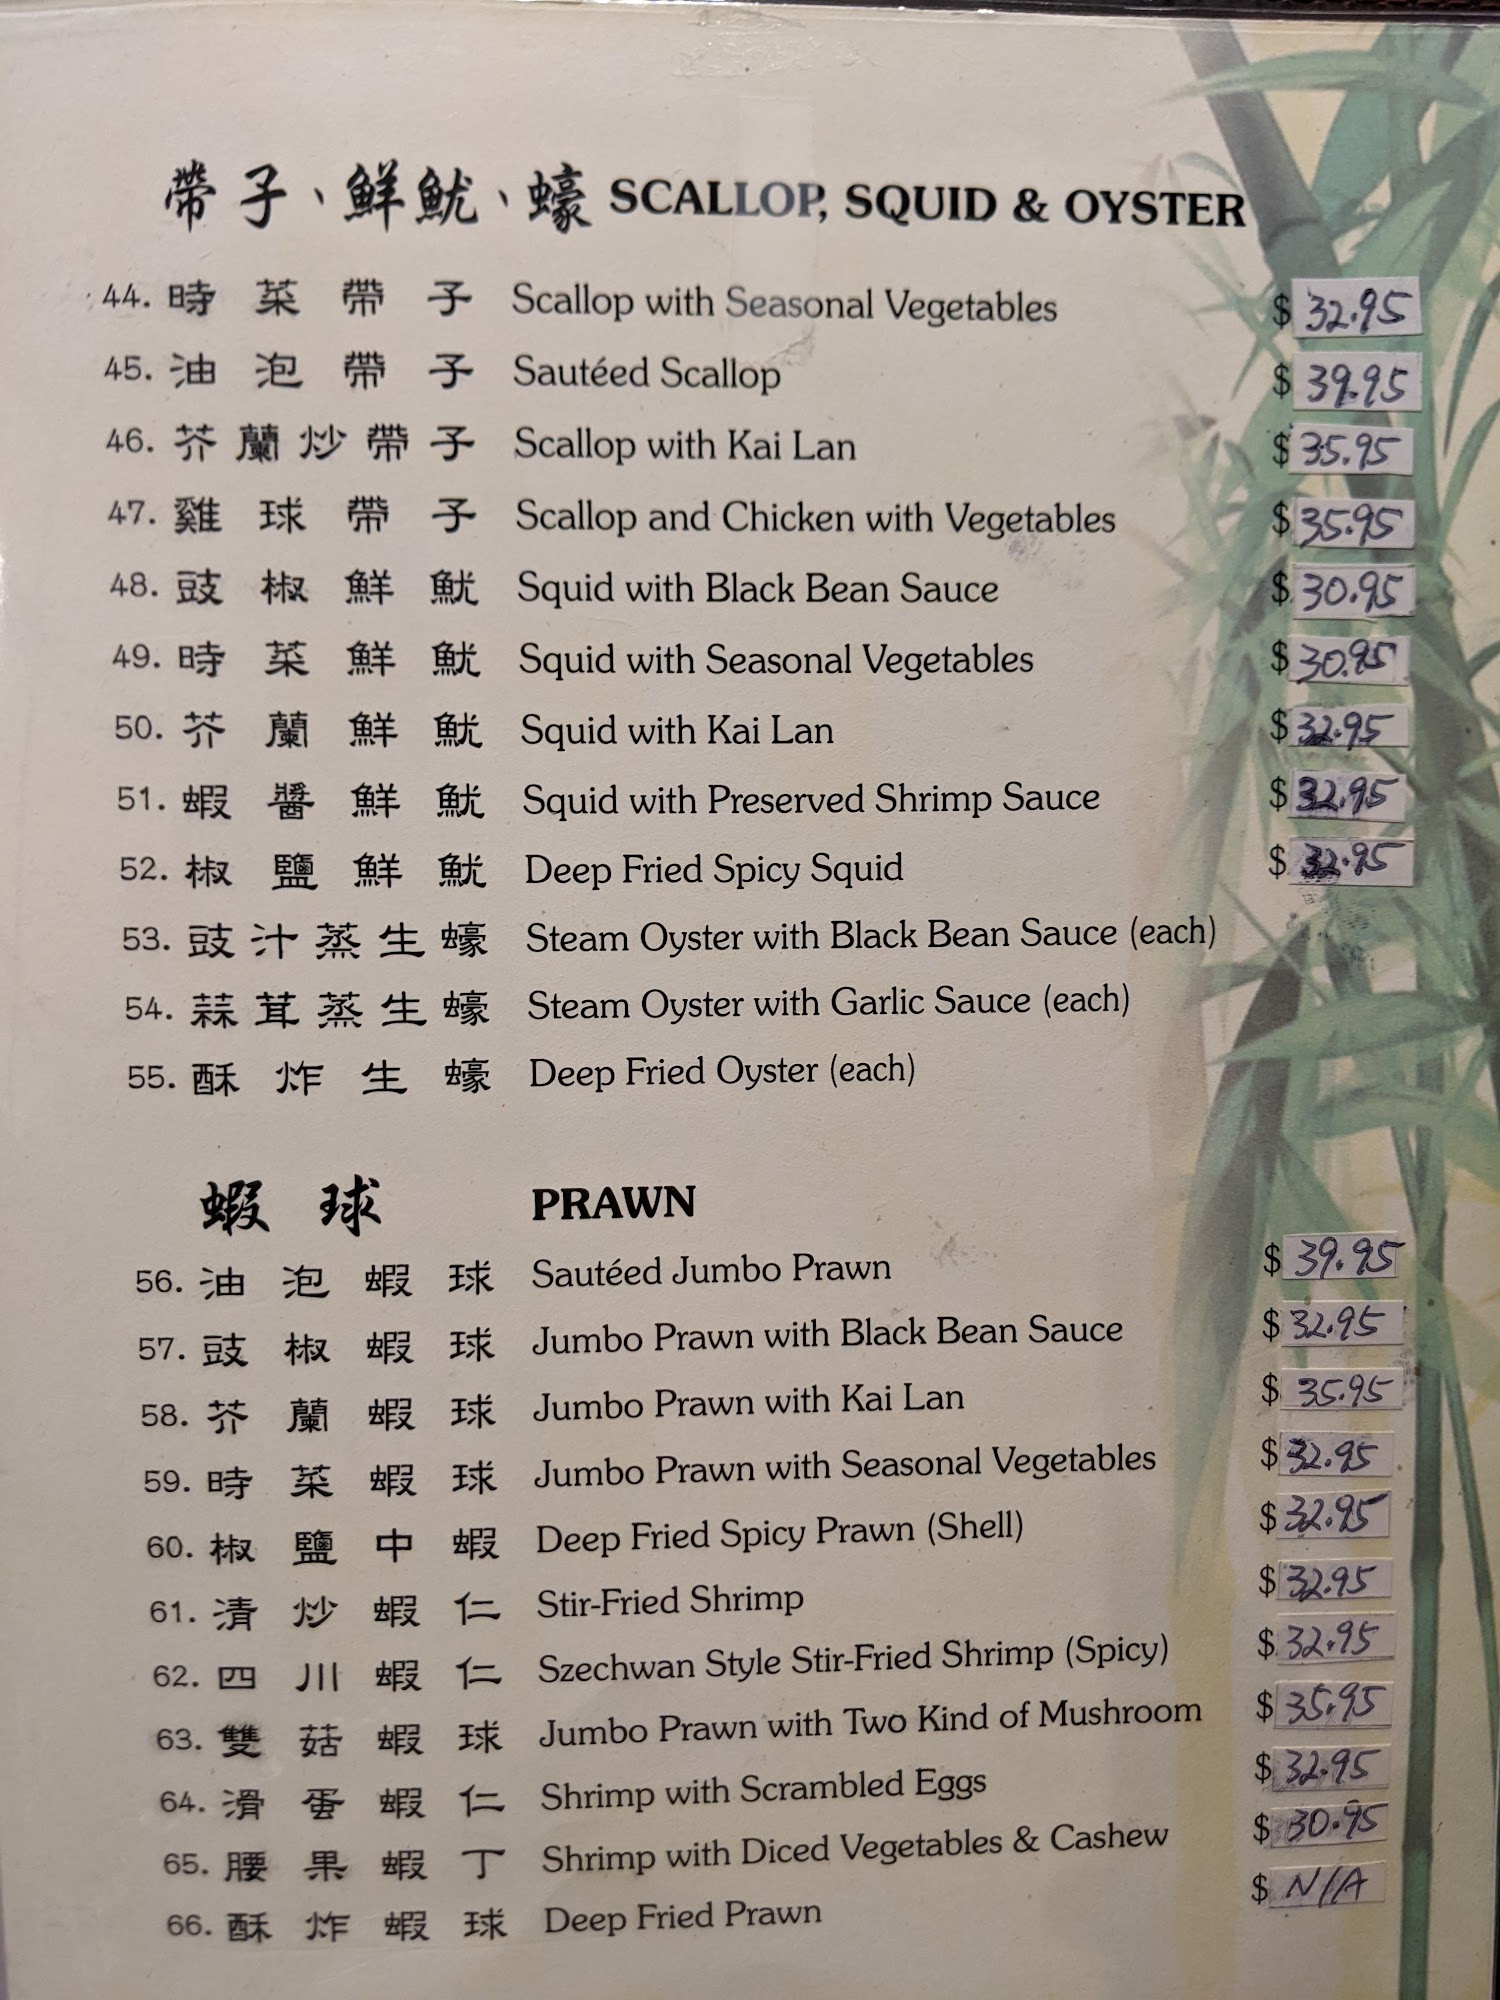 帶子、鮮魷、蠔 SCALLOP, SQUID & OYSTER
44. 時菜帶子 Scallop with Seasonal Vegetables $ 32.95
45. 油泡帶子 Sautéed Scallop $ 39.95
46. 芥蘭炒帶子 Scallop with Kai Lan $ 35.95
47. 雞球帶子 Scallop and Chicken with Vegetables $ 35.95
48. 豉椒鮮魷 Squid with Black Bean Sauce $ 30.95
49. 時菜鮮魷 Squid with Seasonal Vegetables $ 30.95
50. 芥蘭鮮魷 Squid with Kai Lan $ 32.95
51. 蝦醬鮮魷 Squid with Preserved Shrimp Sauce $ 32.95
52. 椒鹽鮮魷 Deep Fried Spicy Squid $ 32.95
53. 豉汁蒸生蠔 Steam Oyster with Black Bean Sauce (each)
54. 蒜茸蒸生蠔 Steam Oyster with Garlic Sauce (each)
55. 酥炸生蠔 Deep Fried Oyster (each)
蝦球 PRAWN
56. 油泡蝦球 Sautéed Jumbo Prawn $ 39.95
57. 豉椒蝦球 Jumbo Prawn with Black Bean Sauce $ 32.95
58. 芥蘭蝦球 Jumbo Prawn with Kai Lan $ 35.95
59. 時菜蝦球 Jumbo Prawn with Seasonal Vegetables $ 32.95
60. 椒鹽中蝦 Deep Fried Spicy Prawn (Shell) $ 32.95
61. 清炒蝦仁 Stir-Fried Shrimp $ 32.95
62. 四川蝦仁 Szechwan Style Stir-Fried Shrimp (Spicy) $ 32.95
63. 雙菇蝦球 Jumbo Prawn with Two Kind of Mushroom $ 35.95
64. 滑蛋蝦仁 Shrimp with Scrambled Eggs $ 32.95
65. 腰果蝦丁 Shrimp with Diced Vegetables & Cashew $ 30.95
66. 酥炸蝦球 Deep Fried Prawn $ N/A